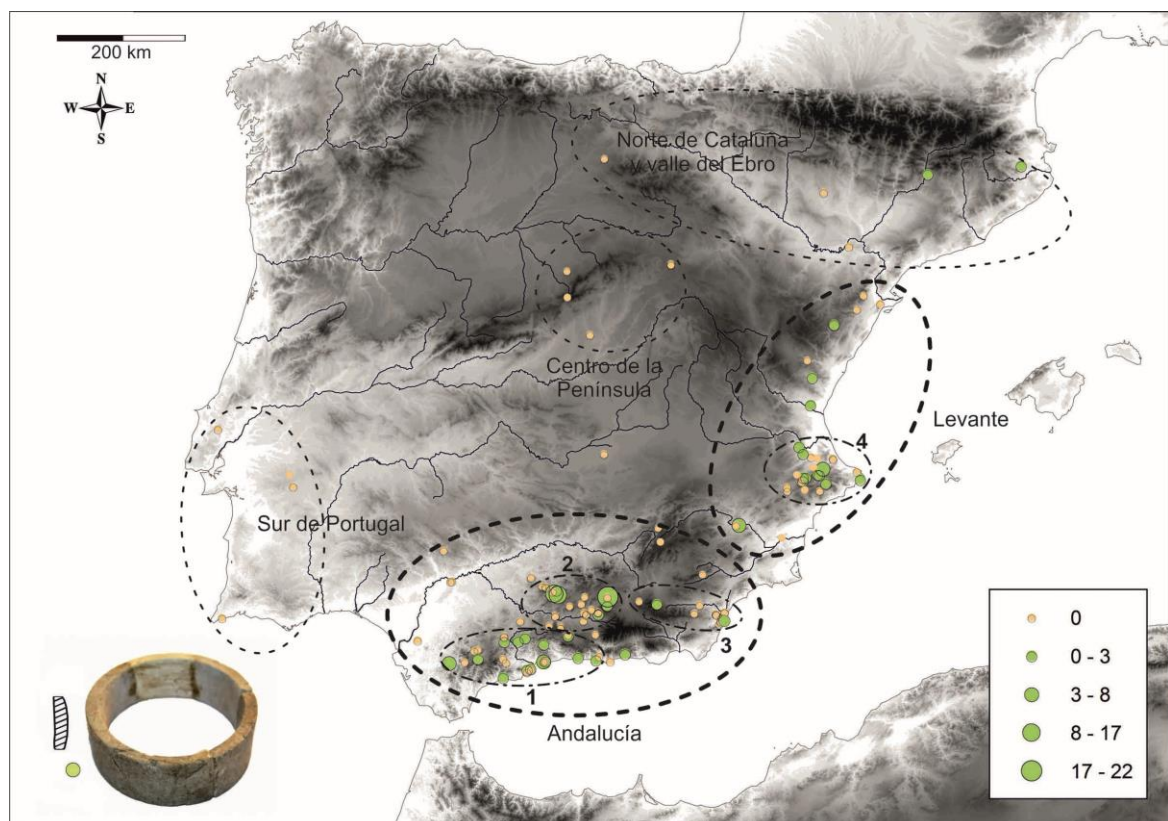 200 km
N
W E
S
Norte de Cataluña
y valle del Ebro
Centro de la
Península
Levante
4
Sur de Portugal
2
3
1
Andalucía
0
0 - 3
3 - 8
8 - 17
17 - 22